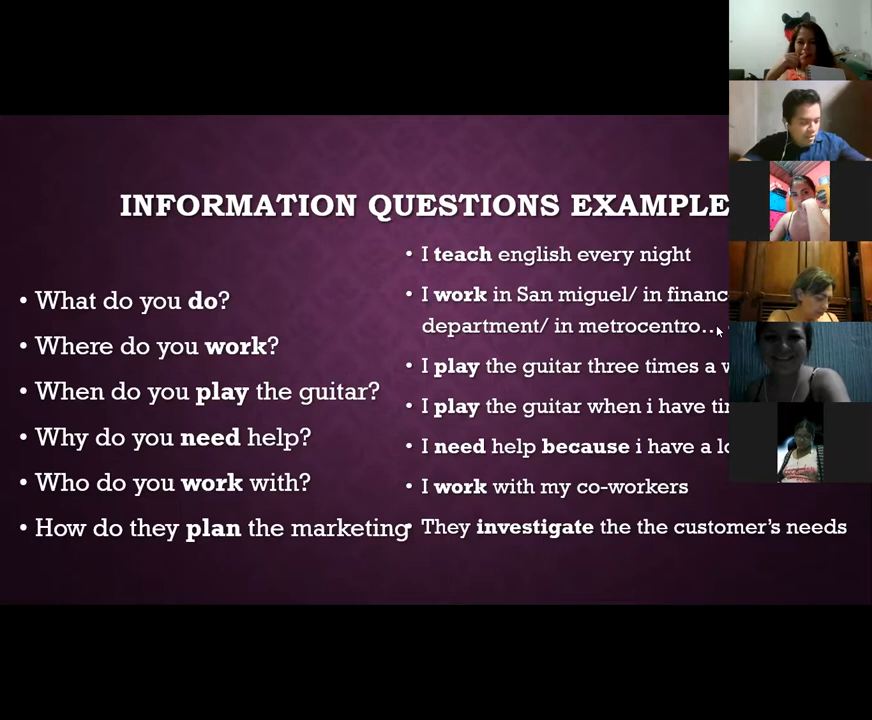 INFORMATION QUESTIONS EXAMPLE
What do you do?
Where do you work?
When do you play the guitar?
Why do you need help?
Who do you work with?
How do they plan the marketing
I teach english every night
I work in San miguel/ in financ
department/ in metrocentro...
I play the guitar three times a
I play the guitar when i have
I need help because i have a
I work with my co-workers
They investigate the the customer's needs